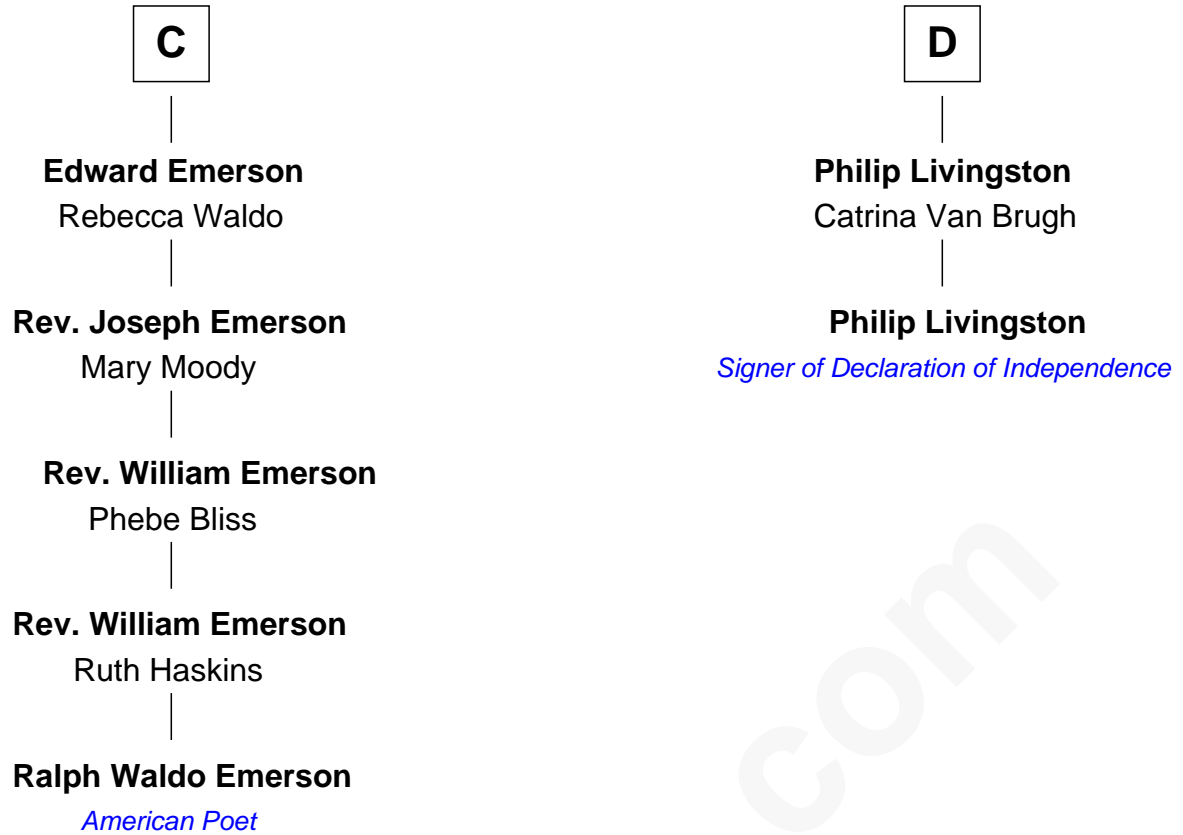 C
Edward Emerson
Rebecca Waldo
Rev. Joseph Emerson
Mary Moody
Rev. William Emerson
Phebe Bliss
Rev. William Emerson
Ruth Haskins
Ralph Waldo Emerson
American Poet
D
Philip Livingston
Catrina Van Brugh
Philip Livingston
Signer of Declaration of Independence
com